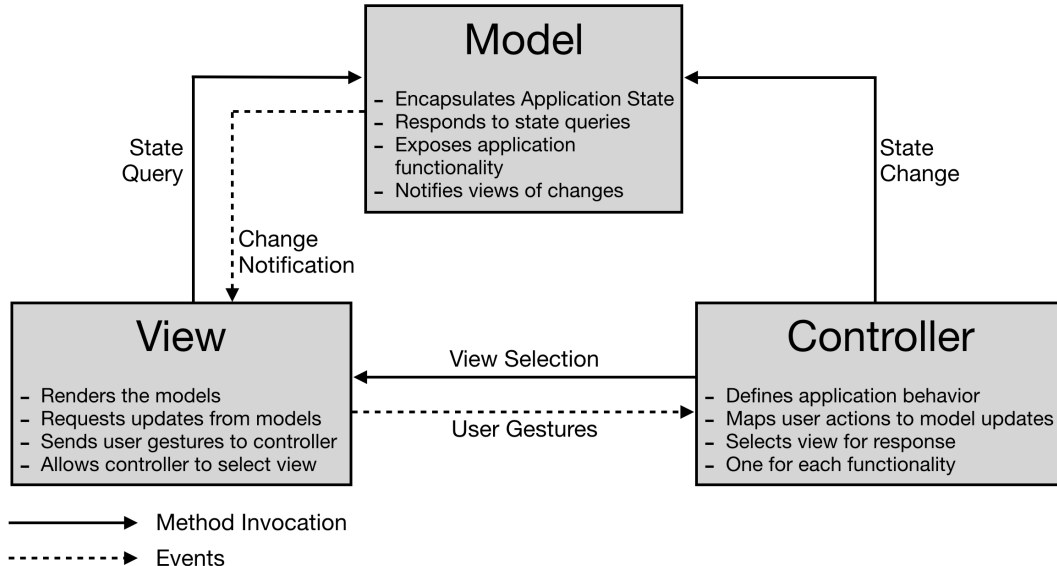 Model
- Encapsulates Application State
- Responds to state queries
- Exposes application
functionality
- Notifies views of changes
State
Query
State
Change
Change
Notification
View
- Renders the models
- Requests updates from models
- Sends user gestures to controller
- Allows controller to select view
View Selection
User Gestures
Controller
- Defines application behavior
- Maps user actions to model updates
- Selects view for response
- One for each functionality
Method Invocation
Events